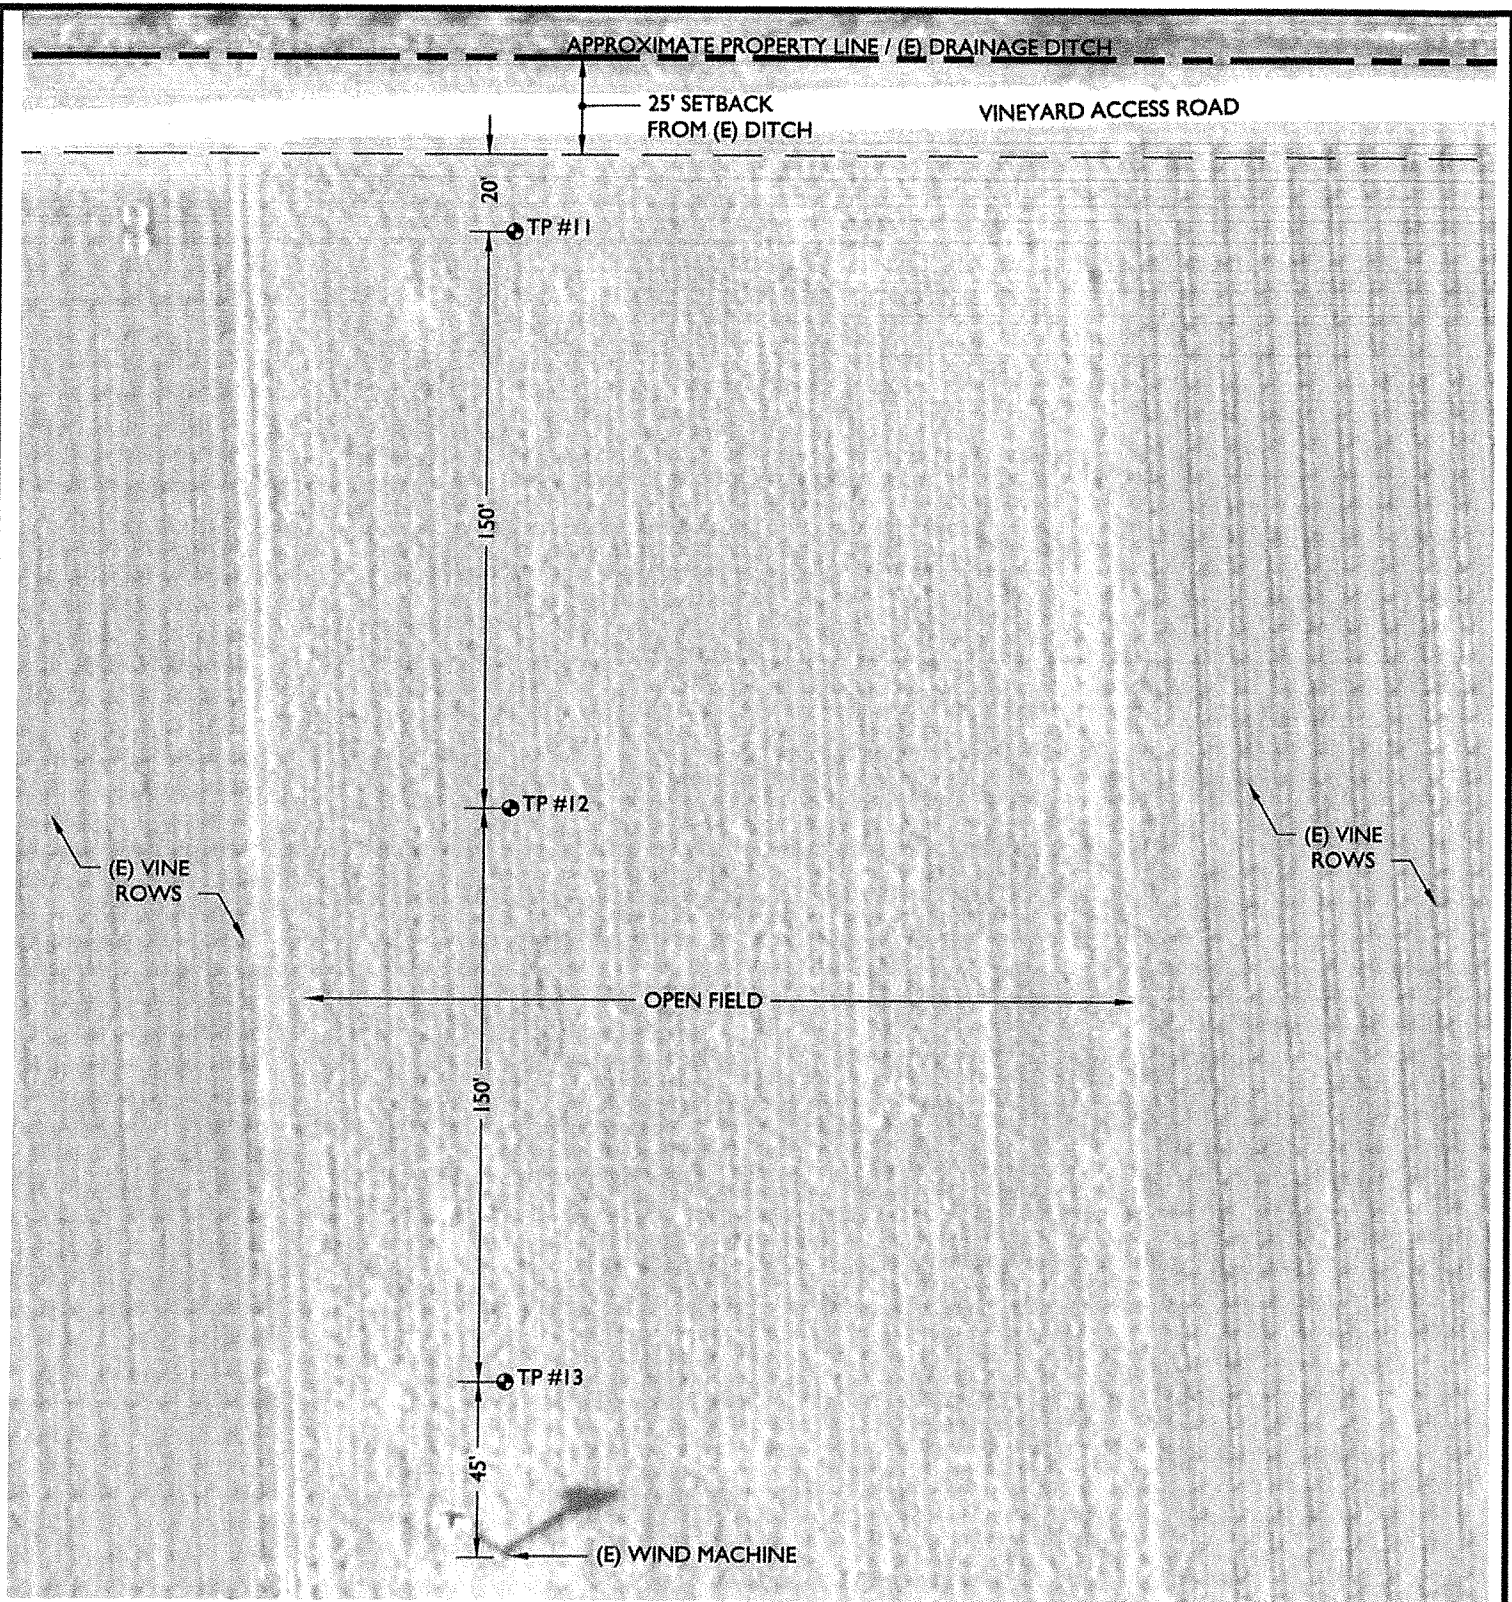 APPROXIMATE PROPERTY LINE / (E) DRAINAGE DITCH
25' SETBACK
FROM (E) DITCH
VINEYARD ACCESS ROAD
20'
TP #11
150'
TP #12
(E) VINE
ROWS
(E) VINE
ROWS
OPEN FIELD
150'
TP #13
45'
(E) WIND MACHINE